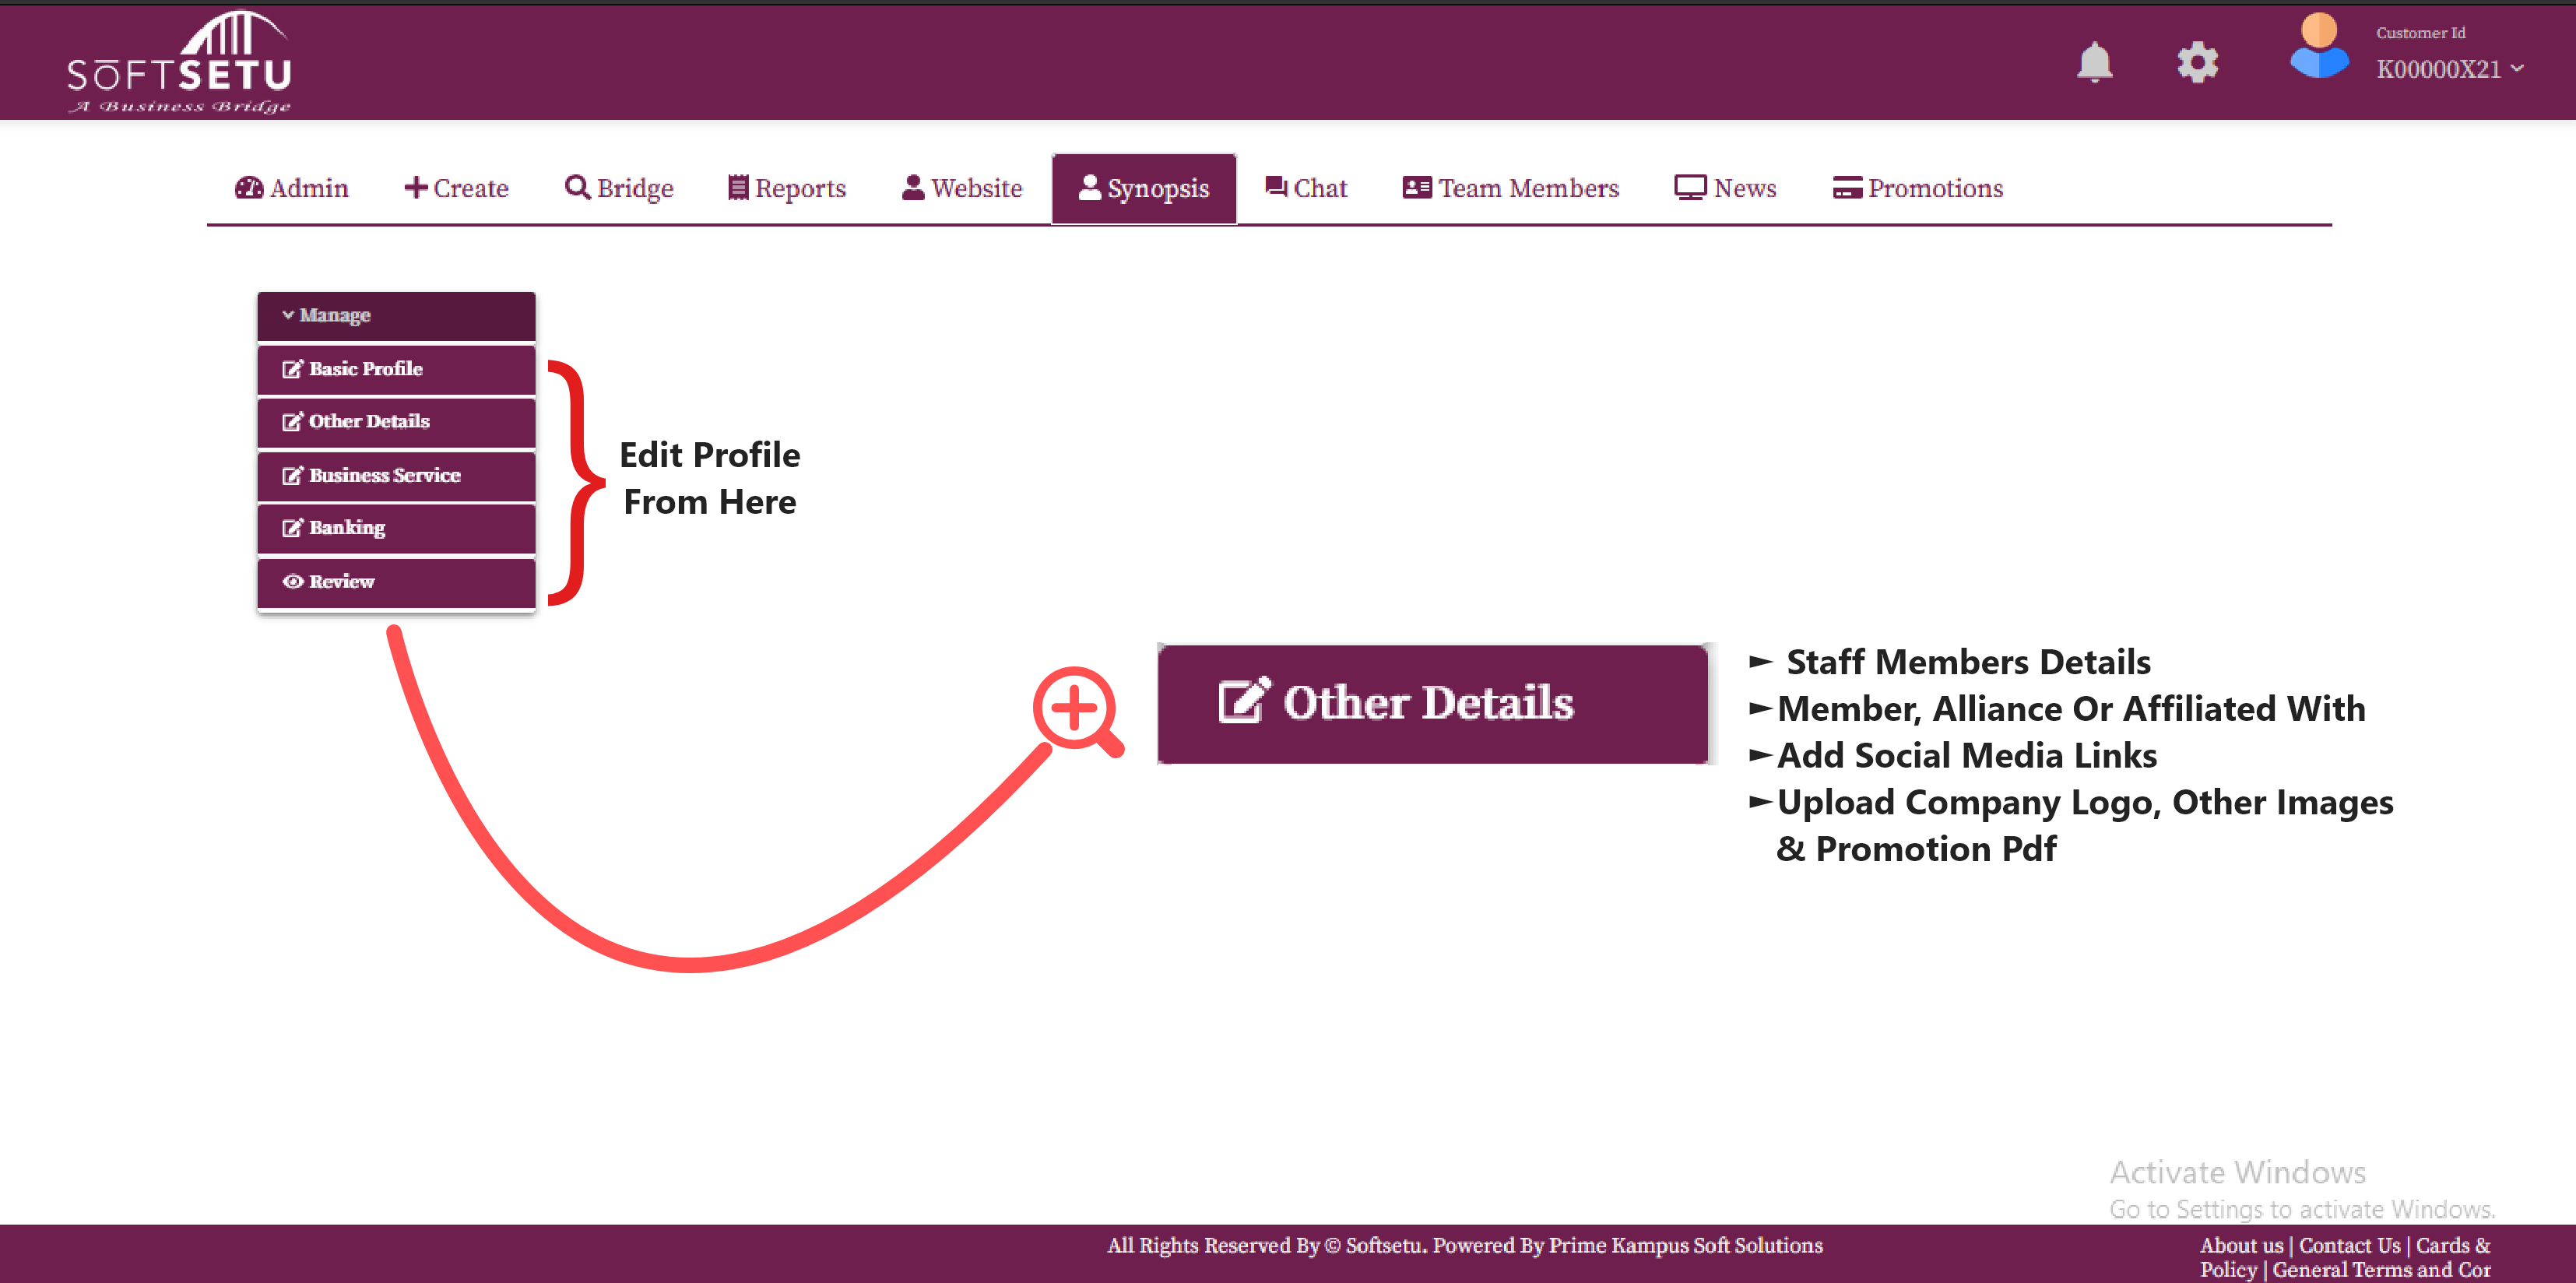 SŌFTSETU
A Business Bridge
Customer Id
K00000X21
Admin Create Bridge Reports Website Synopsis Chat Team Members News Promotions
Manage
Basic Profile
Other Details
Business Service
Banking
Review
Edit Profile
From Here
Other Details
► Staff Members Details
►Member, Alliance Or Affiliated With
►Add Social Media Links
►Upload Company Logo, Other Images
& Promotion Pdf
Activate Windows
Go to Settings to activate Windows.
All Rights Reserved By © Softsetu. Powered By Prime Kampus Soft Solutions
About us | Contact Us | Cards &
Policy | General Terms and Cor